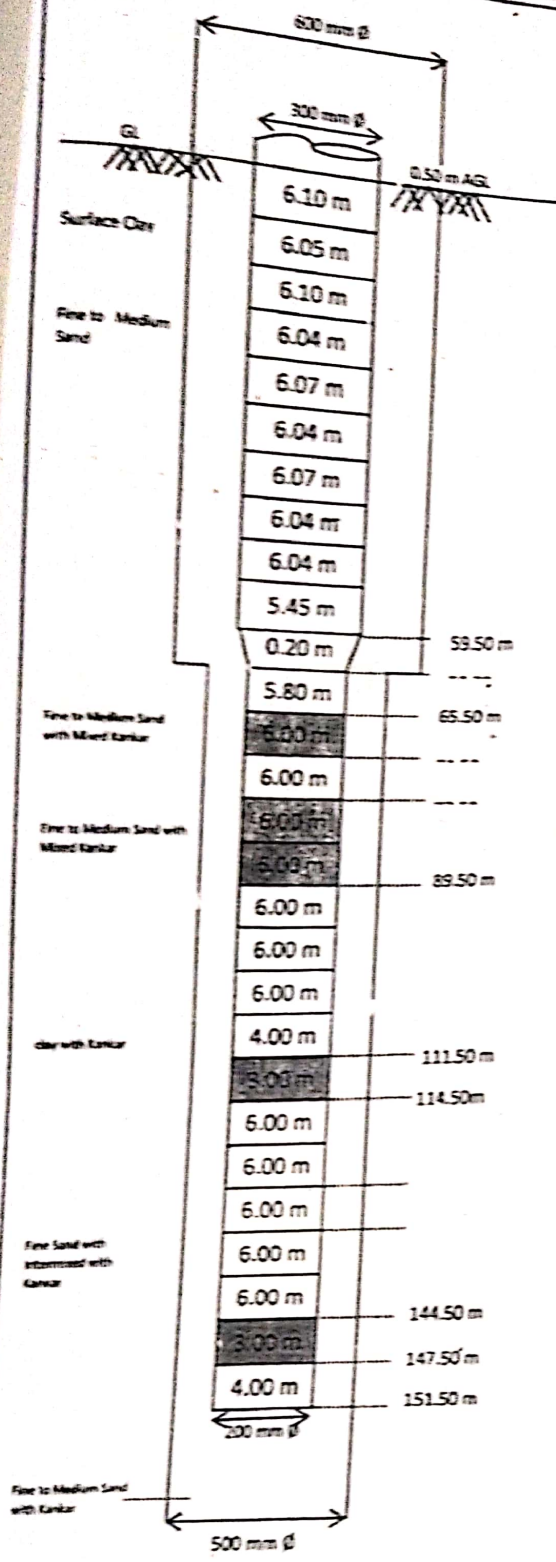 600 mm Ø
300 mm Ø
GL
0.50 m AGL
6.10 m
Surface Clay
6.05 m
6.10 m
Fine to Medium
Sand
6.04 m
6.07 m
6.04 m
6.07 m
6.04 m
6.04 m
5.45 m
0.20 m
59.50 m
5.80 m
65.50 m
Fine to Medium Sand
with Mixed Kankar
6.00 m
6.00 m
Fine to Medium Sand with
Mixed Kankar
6.00 m
6.00 m
89.50 m
6.00 m
6.00 m
6.00 m
clay with Kankar
4.00 m
111.50 m
3.00 m
114.50m
6.00 m
6.00 m
6.00 m
Fine Sand with
Intermixed with
Kankar
6.00 m
6.00 m
144.50 m
3.00 m
147.50 m
4.00 m
151.50 m
200 mm Ø
Fine to Medium Sand
with Kankar
500 mm Ø